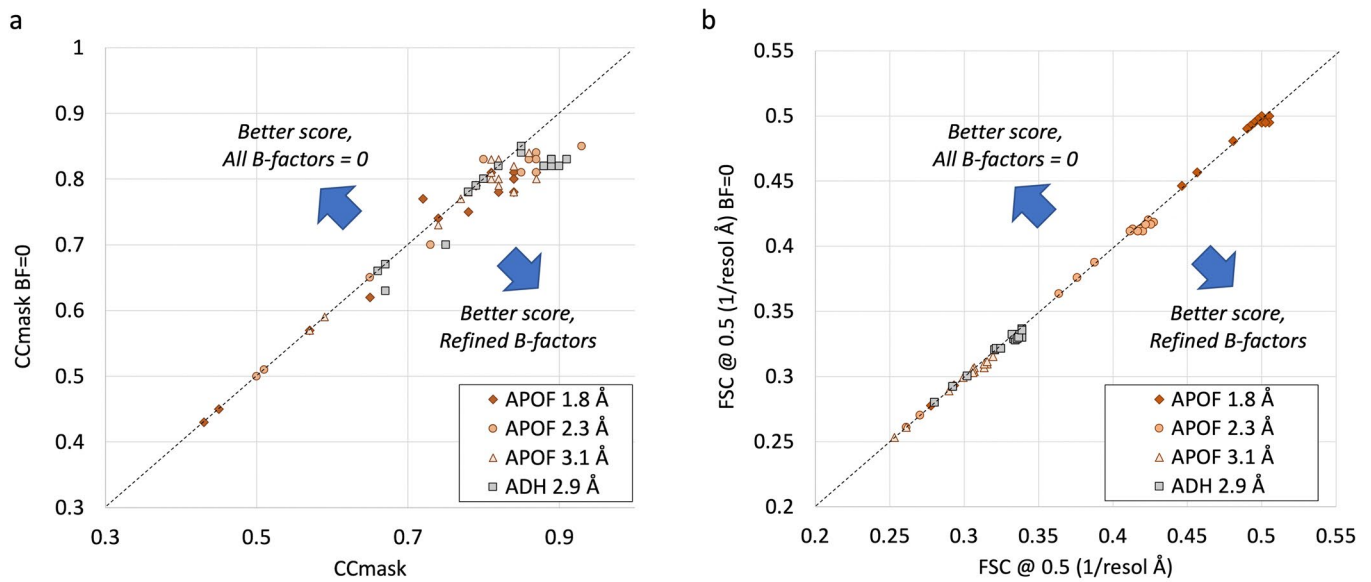 a
1
0.9
0.8
0.7
0.6
0.5
0.4
0.3
0.3
0.5
0.7
0.9
CCmask BF=0
CCmask
Better score,
All B-factors = 0
Better score,
Refined B-factors
APOF 1.8 Å
APOF 2.3 Å
APOF 3.1 Å
ADH 2.9 Å
b
0.55
0.5
0.45
0.4
0.35
0.3
0.25
0.2
0.2
0.25
0.3
0.35
0.4
0.45
0.5
0.55
FSC @ 0.5 (1/resol Å) BF=0
FSC @ 0.5 (1/resol Å)
Better score,
All B-factors = 0
Better score,
Refined B-factors
APOF 1.8 Å
APOF 2.3 Å
APOF 3.1 Å
ADH 2.9 Å